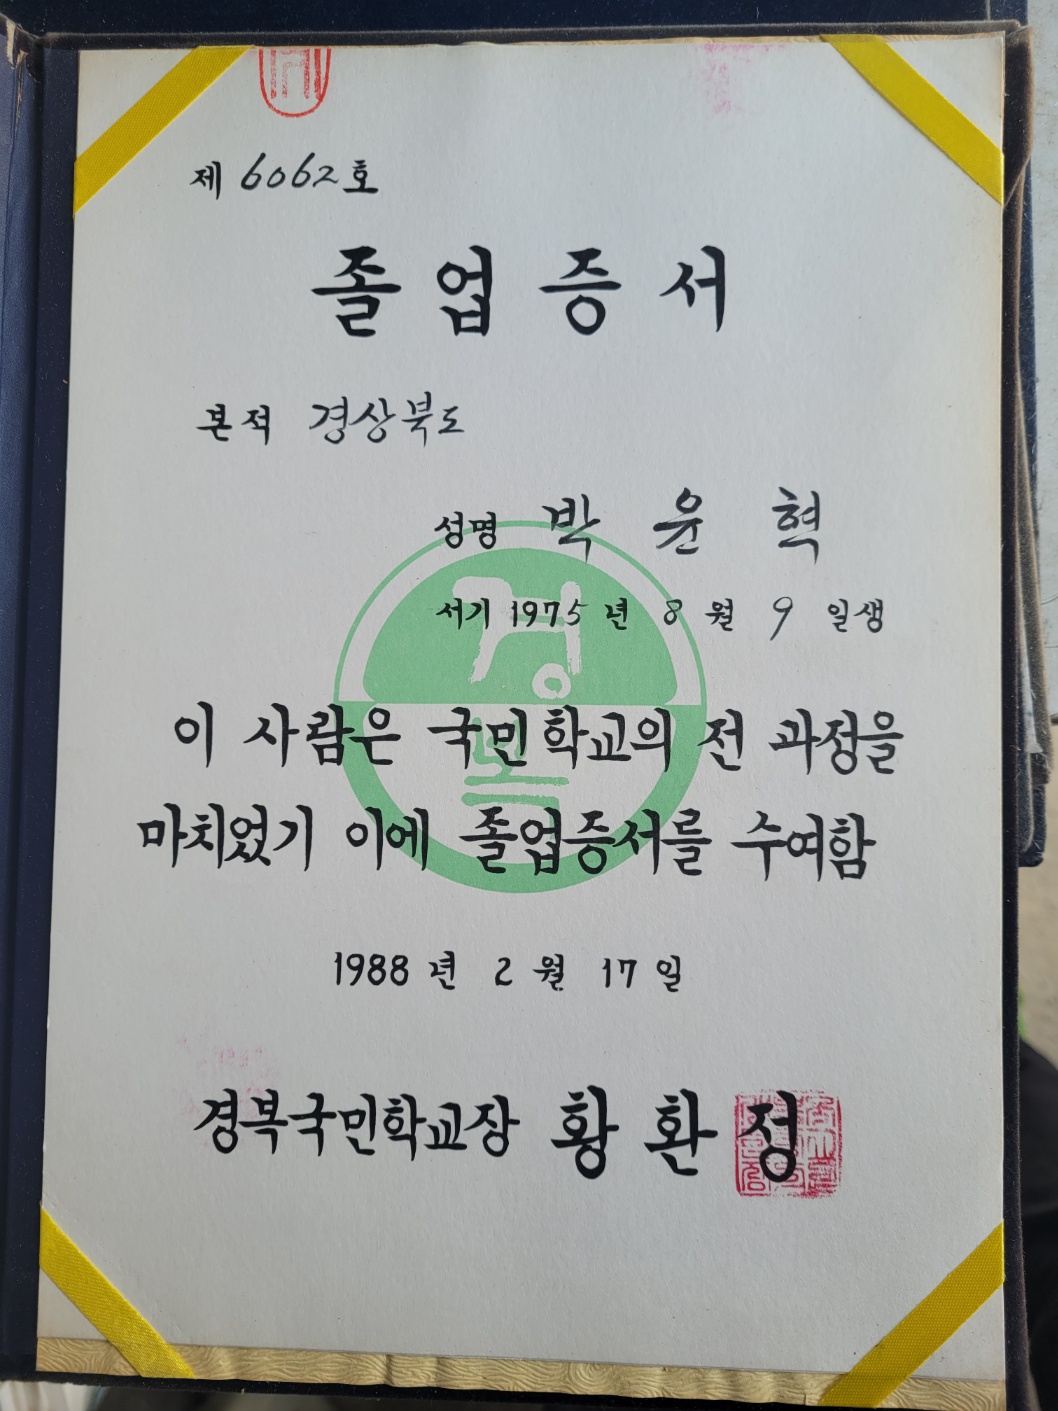 제 6062 호
졸업증서
본적 경상북도
성명 박 윤 혁
서기 1975 년 8 월 9 일생
경
북
이 사람은 국민학교의 전 과정을
마치었기 이에 졸업증서를 수여함
1988 년 2 월 17 일
경북국민학교장 황 환 정